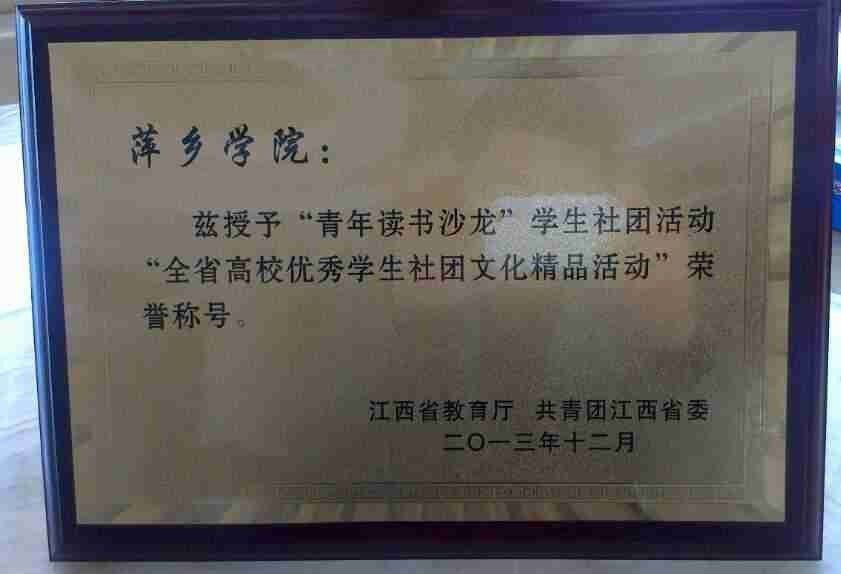 萍乡学院：
兹授予“青年读书沙龙”学生社团活动
“全省高校优秀学生社团文化精品活动”荣
誉称号。
江西省教育厅 共青团江西省委
二〇一三年十二月